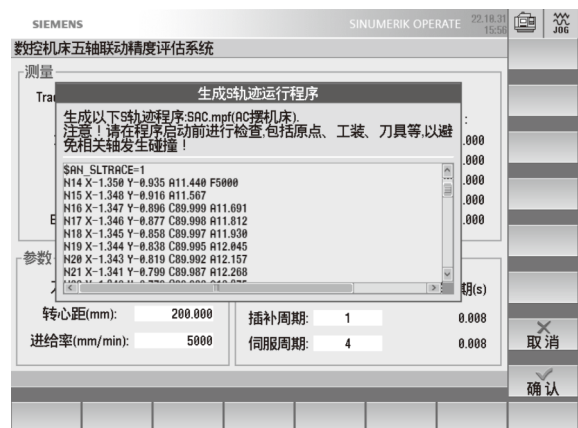 SIEMENS
SINUMERIK OPERATE
22.10.31
15:56
JOG
数控机床五轴联动精度评估系统
测量
生成S轨迹运行程序
生成以下S轨迹程序:SAC.mpf(AC摆机床).
注意！请在程序启动前进行检查,包括原点、工装、刀具等,以避
免相关轴发生碰撞！
.000
.000
.000
.000
.000
$AN_SLTRACE=1
N14 X-1.350 Y-0.935 A11.440 F5000
N15 X-1.348 Y-0.916 A11.567
N16 X-1.347 Y-0.896 C89.999 A11.691
N17 X-1.346 Y-0.877 C89.998 A11.812
N18 X-1.345 Y-0.858 C89.997 A11.930
N19 X-1.344 Y-0.838 C89.995 A12.045
N20 X-1.343 Y-0.819 C89.992 A12.157
N21 X-1.341 Y-0.799 C89.987 A12.268
参数
期(s)
转心距(mm): 200.000
插补周期: 1 0.008
进给率(mm/min): 5000
伺服周期: 4 0.008
取消
确认